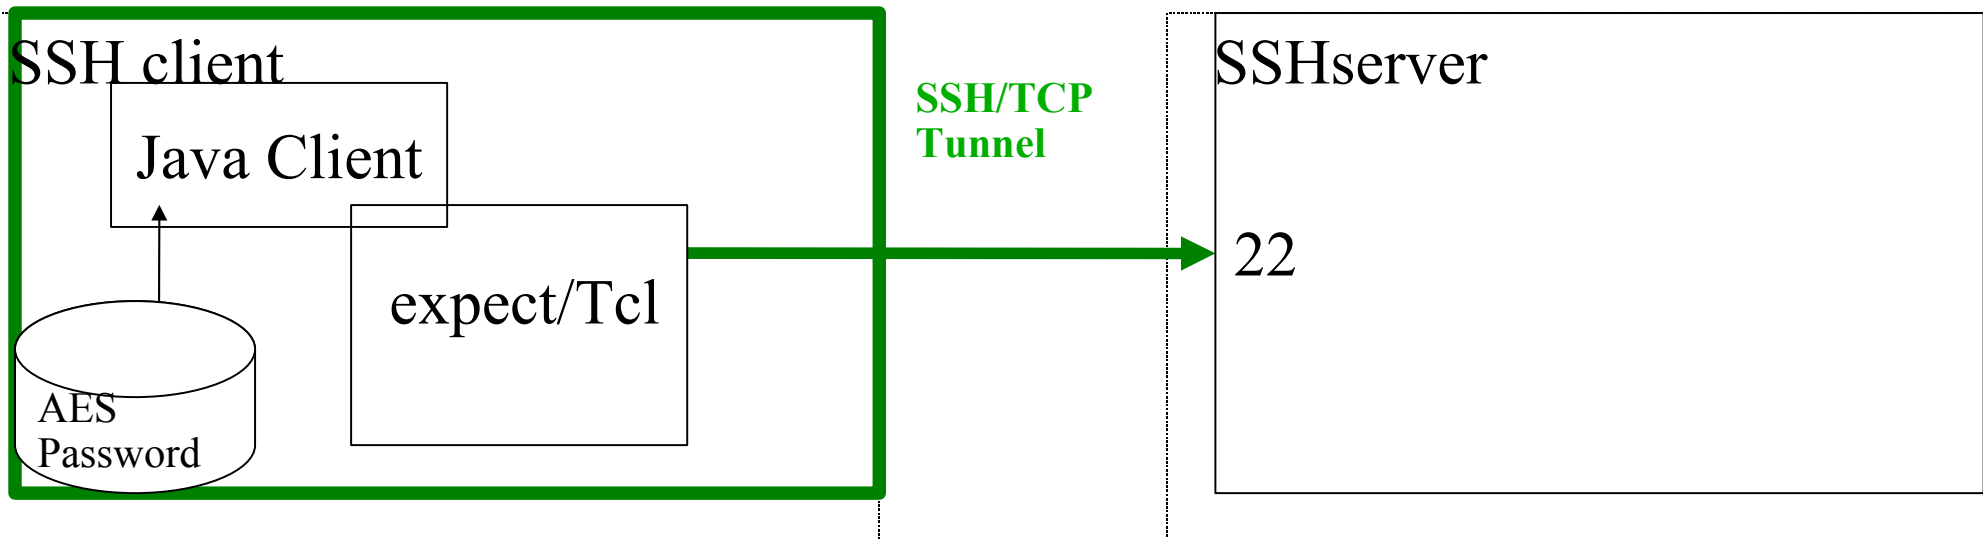 SSH client
Java Client
expect/Tcl
AES
Password
SSH/TCP
Tunnel
SSHserver
22